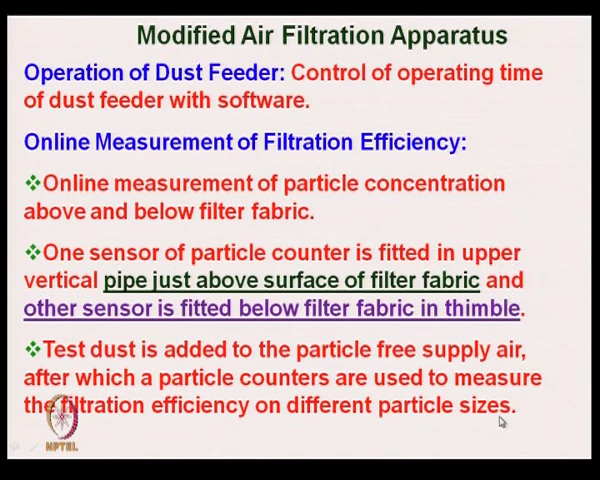 Modified Air Filtration Apparatus
Operation of Dust Feeder: Control of operating time
of dust feeder with software.
Online Measurement of Filtration Efficiency:
❖Online measurement of particle concentration
above and below filter fabric.
❖One sensor of particle counter is fitted in upper
vertical pipe just above surface of filter fabric and
other sensor is fitted below filter fabric in thimble.
❖Test dust is added to the particle free supply air,
after which a particle counters are used to measure
the filtration efficiency on different particle sizes.
NPTEL